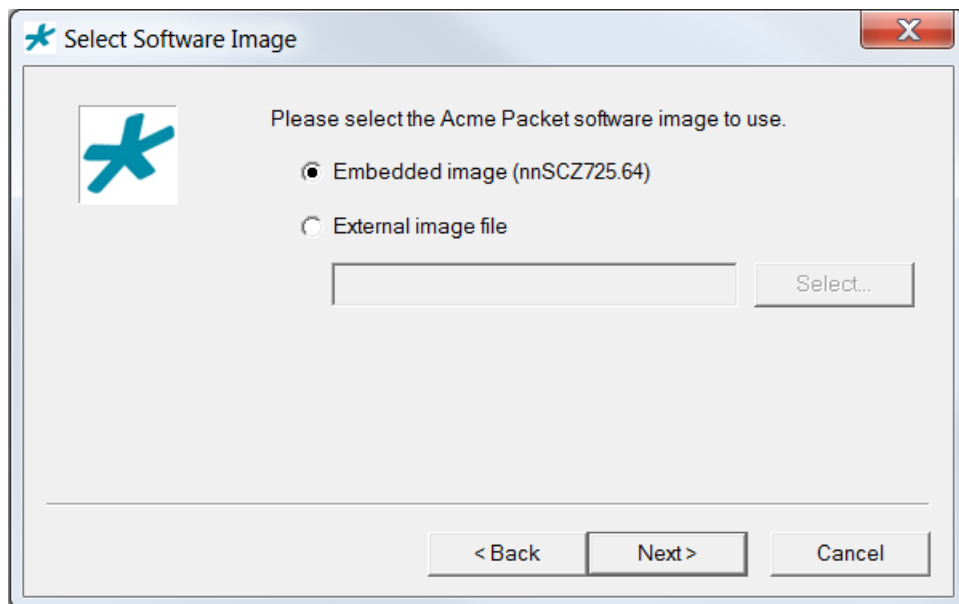 Select Software Image
X
Please select the Acme Packet software image to use.
Embedded image (nnSCZ725.64)
External image file
Select...
< Back
Next >
Cancel